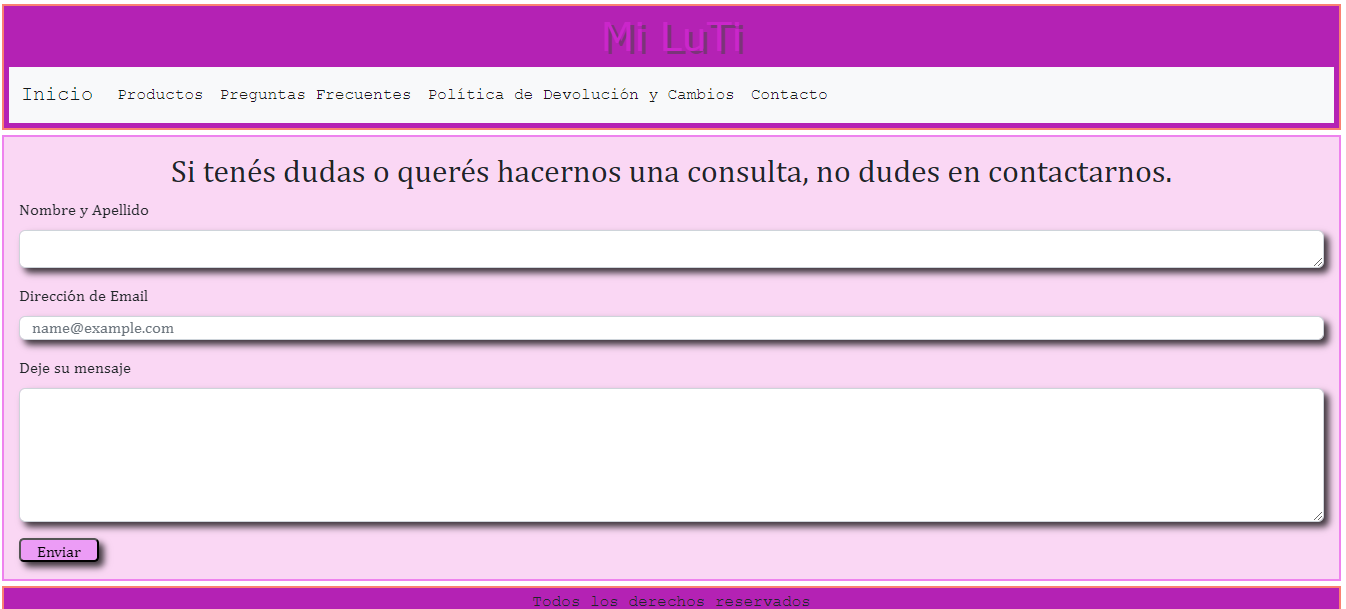 Mi LuTi
Inicio Productos Preguntas Frecuentes Política de Devolución y Cambios Contacto
Si tenés dudas o querés hacernos una consulta, no dudes en contactarnos.
Nombre y Apellido
Dirección de Email
name@example.com
Deje su mensaje
Enviar
Todos los derechos reservados